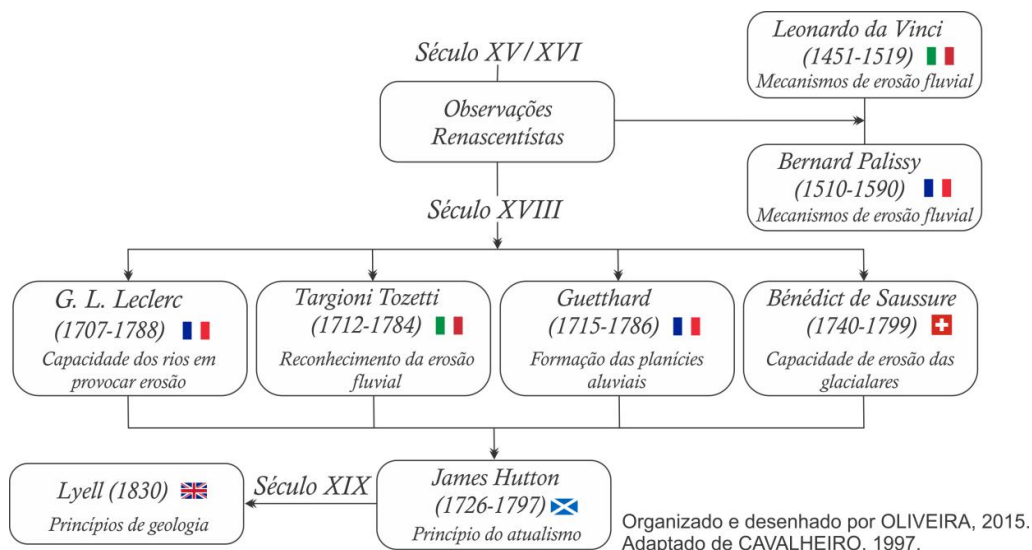 Século XV/XVI
Observações
Renascentístas
Leonardo da Vinci
(1451-1519)
Mecanismos de erosão fluvial
Bernard Palissy
(1510-1590)
Mecanismos de erosão fluvial
Século XVIII
G. L. Leclerc
(1707-1788)
Capacidade dos rios em
provocar erosão
Targioni Tozetti
(1712-1784)
Reconhecimento da erosão
fluvial
Guetthard
(1715-1786)
Formação das planícies
aluviais
Bénédict de Saussure
(1740-1799)
Capacidade de erosão das
glacialares
James Hutton
(1726-1797)
Princípio do atualismo
Século XIX
Lyell (1830)
Princípios de geologia
Organizado e desenhado por OLIVEIRA, 2015.
Adaptado de CAVALHEIRO, 1997.